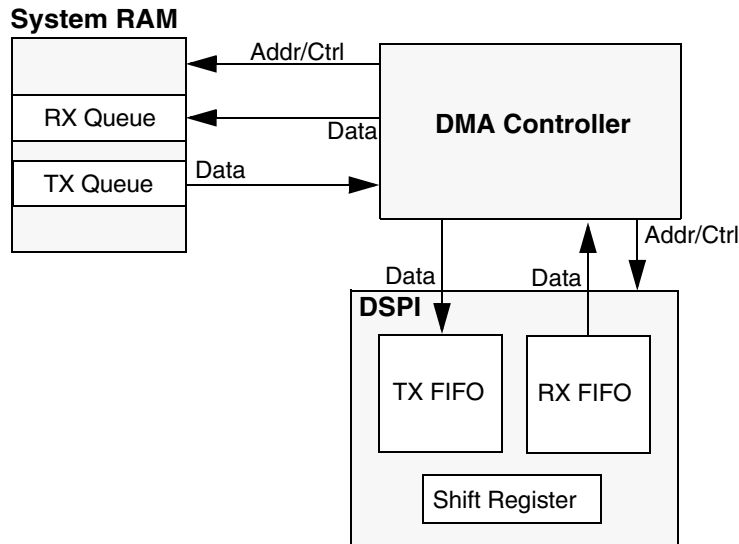 System RAM
Addr/Ctrl
RX Queue
Data
DMA Controller
TX Queue
Data
Addr/Ctrl
Data
Data
DSPI
TX FIFO
RX FIFO
Shift Register